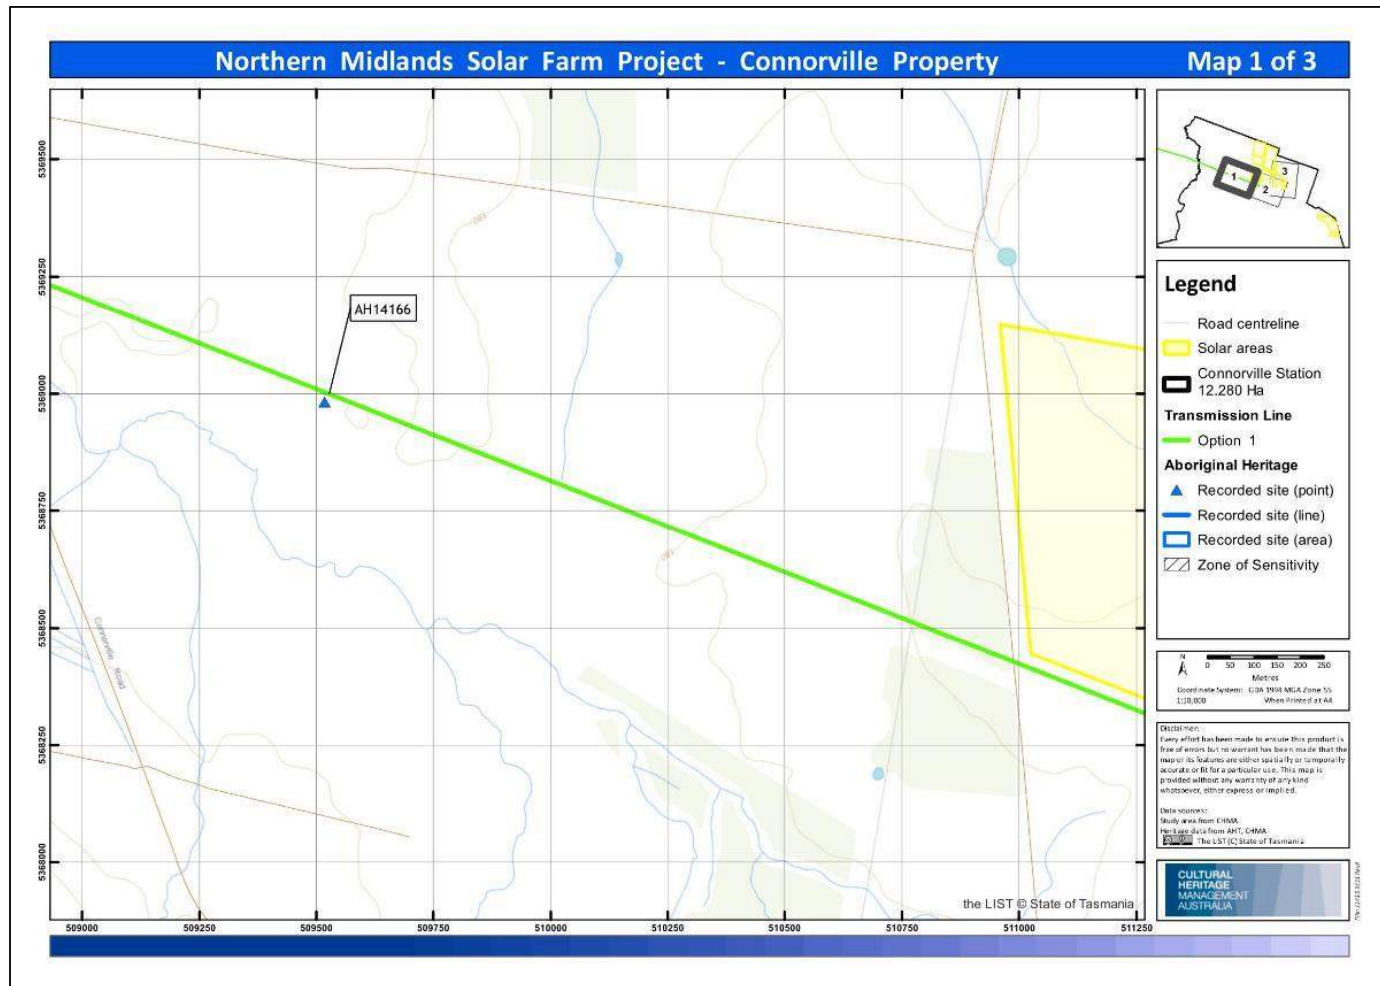 Northern Midlands Solar Farm Project - Connorville Property
Map 1 of 3
5369500
5369250
5369000
5368750
5368500
5368250
5368000
180
AH14166
180
Connorville Road
the LIST © State of Tasmania
509000
509250
509500
509750
510000
510250
510500
510750
511000
511250
1
2
3
Legend
Road centreline
Solar areas
Connorville Station
12.280 Ha
Transmission Line
Option 1
Aboriginal Heritage
Recorded site (point)
Recorded site (line)
Recorded site (area)
Zone of Sensitivity
N
0 50 100 150 200 250
Metres
Coordinate System: GDA 1994 MGA Zone 55
1:10,000 When Printed at A4
Disclaimer:
Every effort has been made to ensure this product is
free of errors but no warrant has been made that the
map or its features are either spatially or temporally
accurate or fit for a particular use. This map is
provided without any warranty of any kind
whatsoever, either express or implied.
Data sources:
Study area from CHMA
Heritage data from AHT, CHMA
The LIST (C) State of Tasmania
CULTURAL
HERITAGE
MANAGEMENT
AUSTRALIA